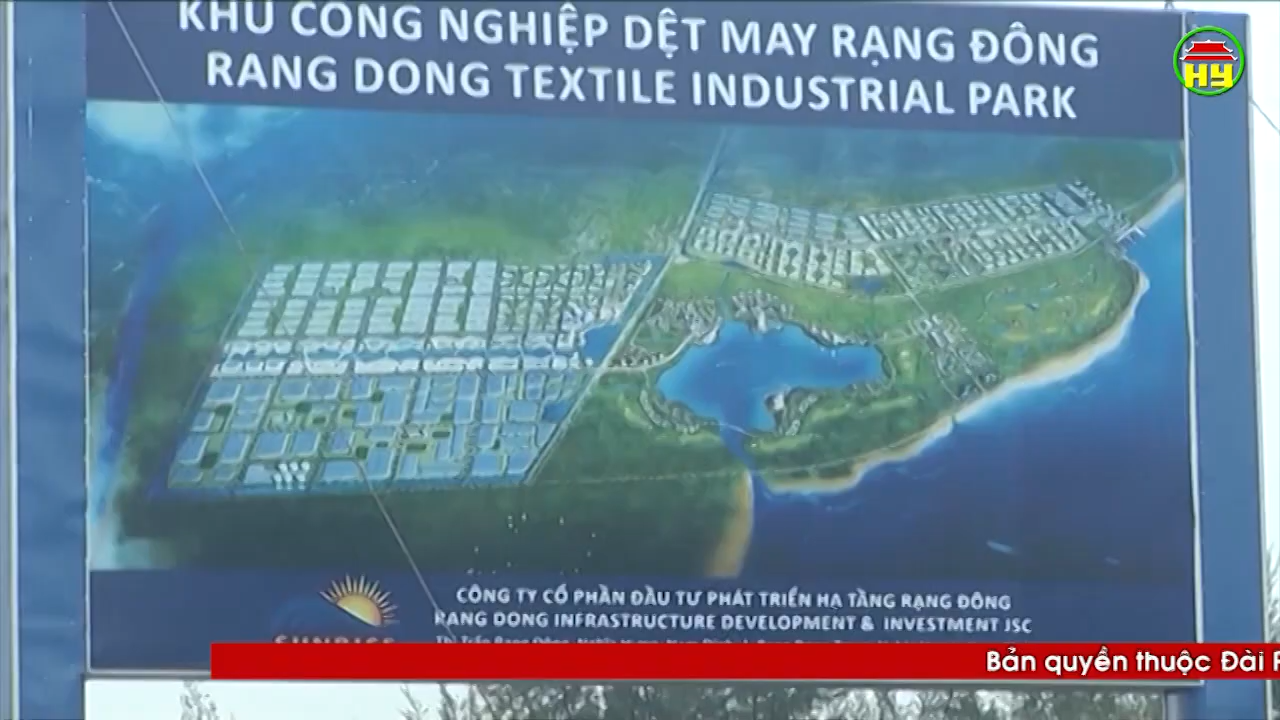 KHU CÔNG NGHIỆP DỆT MAY RẠNG ĐÔNG
RANG DONG TEXTILE INDUSTRIAL PARK
HY
CÔNG TY CỔ PHẦN ĐẦU TƯ PHÁT TRIỂN HẠ TẦNG RẠNG ĐÔNG
RANG DONG INFRASTRUCTURE DEVELOPMENT & INVESTMENT JSC
SUNRISE
Bản quyền thuộc Đài